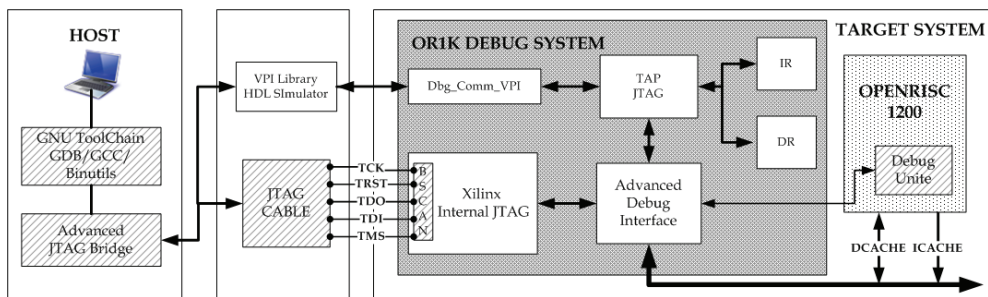 HOST
GNU ToolChain
GDB/GCC/
Binutils
Advanced
JTAG Bridge
VPI Library
HDL SImulator
JTAG
CABLE
TCK
TRST
TDO
TDI
TMS
OR1K DEBUG SYSTEM
Dbg_Comm_VPI
TAP
JTAG
IR
DR
B
S
C
A
N
Xilinx
Internal JTAG
Advanced
Debug
Interface
TARGET SYSTEM
OPENRISC
1200
Debug
Unite
DCACHE
ICACHE